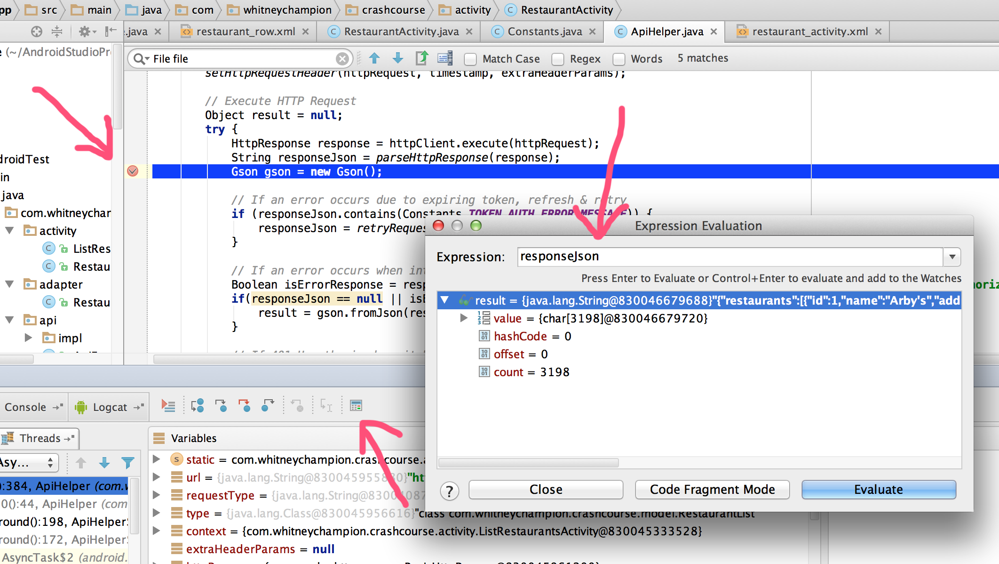 pp src main java com whitneychampion crashcourse activity RestaurantActivity
.java restaurant_row.xml RestaurantActivity.java Constants.java ApiHelper.java restaurant_activity.xml
(~/AndroidStudioPr
File file Match Case Regex Words 5 matches
setHttpRequestHeader(httpRequest, timestamp, extraHeaderParams);
// Execute HTTP Request
Object result = null;
try {
HttpResponse response = httpClient.execute(httpRequest);
String responseJson = parseHttpResponse(response);
Gson gson = new Gson();
// If an error occurs due to expiring token, refresh & retry
if (responseJson.contains(Constants.TOKEN_AUTH_ERROR_MESSAGE)) {
responseJson = retryReques
}
// If an error occurs when in
Boolean isErrorResponse = resp
if(responseJson == null || isE
result = gson.fromJson(res
}
droidTest
in
java
com.whitneychar
activity
ListRes
Restau
adapter
Restau
api
impl
Expression Evaluation
Expression: responseJson
Press Enter to Evaluate or Control+Enter to evaluate and add to the Watches
result = {java.lang.String@830046679688}"{"restaurants":[{"id":1,"name":"Arby's","add
value = {char[3198]@830046679720}
hashCode = 0
offset = 0
count = 3198
? Close Code Fragment Mode Evaluate
horiz
Console Logcat
Threads Variables
Asy...
):384, ApiHelper (com.w
0():44, ApiHelper (com
round():198, ApiHelper
round():172, ApiHelper
AsyncTask$2 (android.
static = com.whitneychampion.crashcourse.a
url = {java.lang.String@830045955830}"ht
requestType = {java.lang.String@830
type = {java.lang.Class@830045956616}"class com.whitneychampion.crashcourse.model.RestaurantList
context = {com.whitneychampion.crashcourse.activity.ListRestaurantsActivity@830045333528}
extraHeaderParams = null